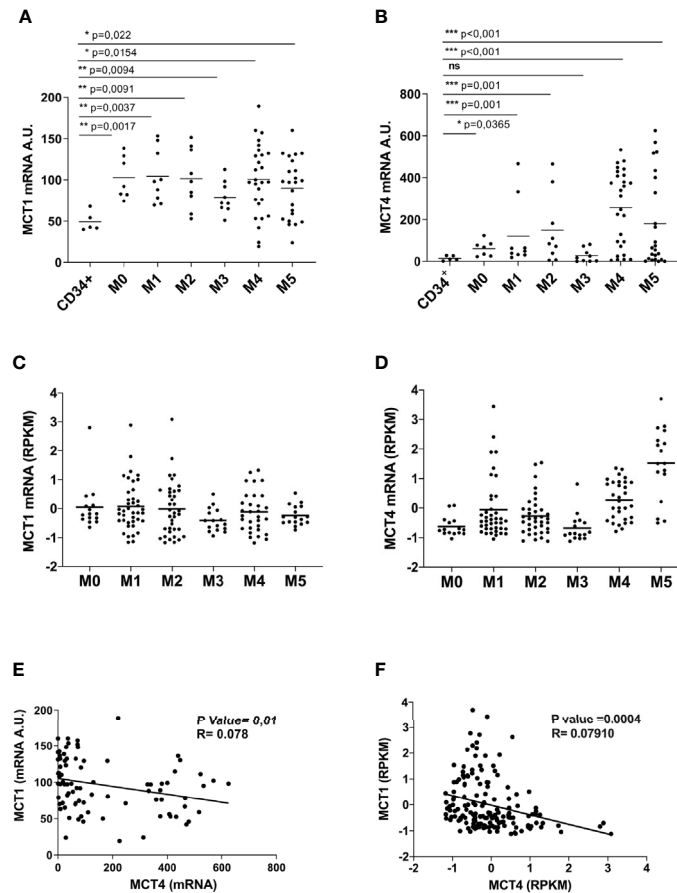 A
* p=0,022
* p=0,0154
** p=0,0094
** p=0,0091
** p=0,0037
** p=0,0017
MCT1 mRNA A.U.
200
150
100
50
0
CD34+
M0
M1
M2
M3
M4
M5
B
*** p<0,001
*** p<0,001
ns
*** p=0,001
*** p=0,001
* p=0,0365
MCT4 mRNA A.U.
800
600
400
200
0
CD34×
M0
M1
M2
M3
M4
M5
C
MCT1 mRNA (RPKM)
4
3
2
1
0
-1
-2
M0
M1
M2
M3
M4
M5
D
MCT4 mRNA (RPKM)
4
3
2
1
0
-1
-2
M0
M1
M2
M3
M4
M5
E
P Value= 0,01
R= 0.078
MCT1 (mRNA A.U.)
200
150
100
50
0
0
200
400
600
800
MCT4 (mRNA)
F
P value =0.0004
R= 0.07910
MCT1 (RPKM)
4
3
2
1
0
-1
-2
-2
-1
0
1
2
3
4
MCT4 (RPKM)